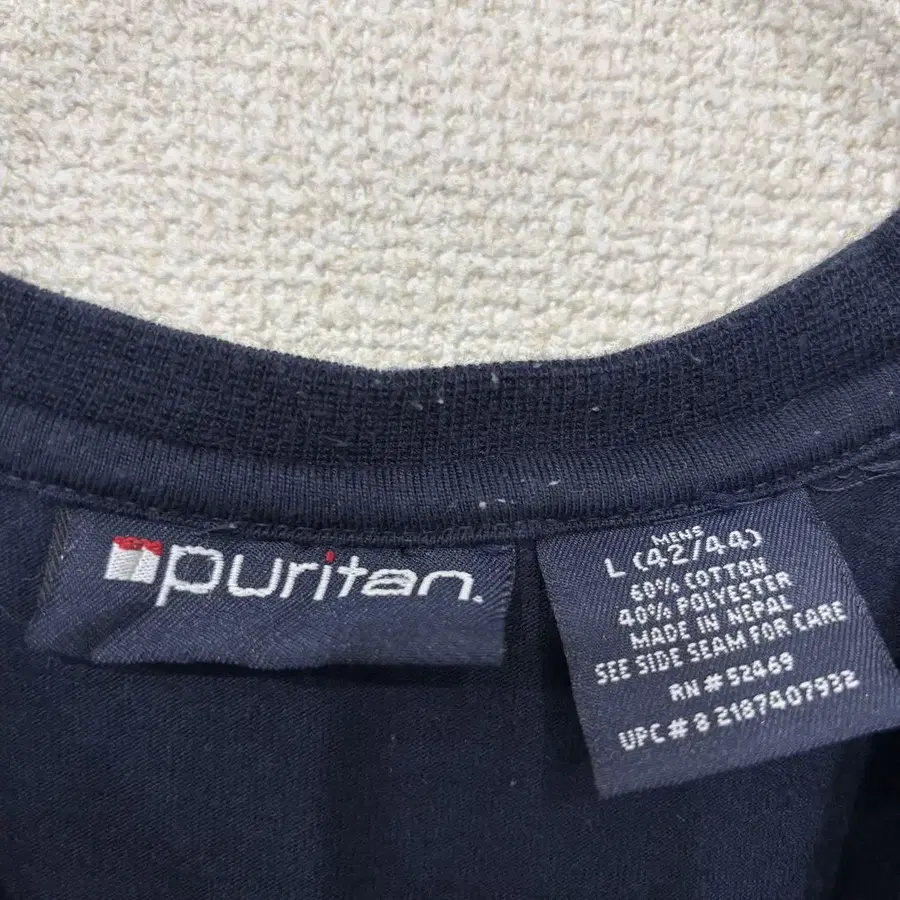 puritan.
MENS
L (42/44)
60% COTTON
40% POLYESTER
MADE IN NEPAL
SEE SIDE SEAM FOR CARE
RN # 52469
UPC # 8 2187407932